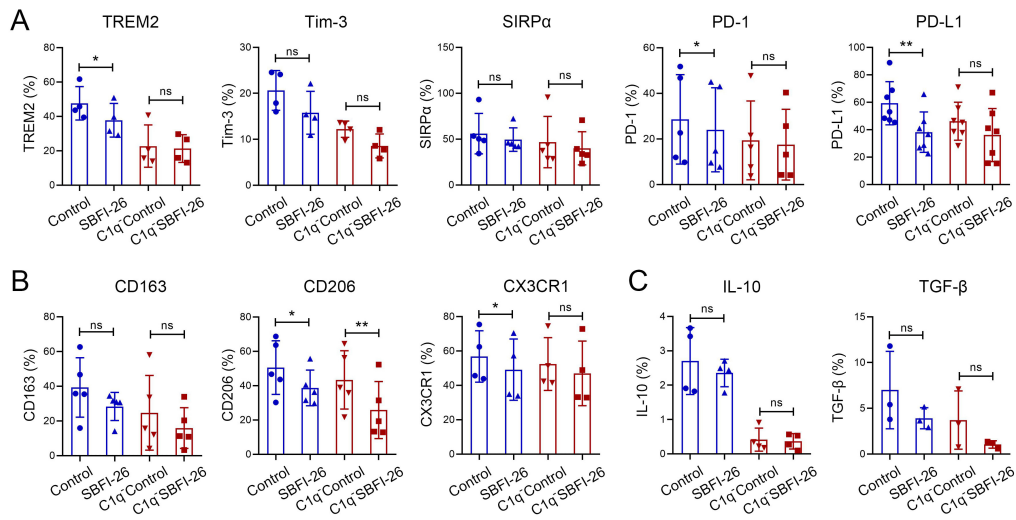 A
TREM2
TREM2 (%)
80
60
40
20
0
*
ns
Control
SBFI-26
C1q⁻Control
C1q⁻SBFI-26
Tim-3
Tim-3 (%)
30
20
10
0
ns
ns
Control
SBFI-26
C1q⁻Control
C1q⁻SBFI-26
SIRPα
SIRPα (%)
150
100
50
0
ns
ns
Control
SBFI-26
C1q⁻Control
C1q⁻SBFI-26
PD-1
PD-1 (%)
60
40
20
0
*
ns
Control
SBFI-26
C1q⁻Control
C1q⁻SBFI-26
PD-L1
PD-L1 (%)
100
80
60
40
20
0
**
ns
Control
SBFI-26
C1q⁻Control
C1q⁻SBFI-26
B
CD163
CD163 (%)
80
60
40
20
0
ns
ns
Control
SBFI-26
C1q⁻Control
C1q⁻SBFI-26
CD206
CD206 (%)
80
60
40
20
0
*
**
Control
SBFI-26
C1q⁻Control
C1q⁻SBFI-26
CX3CR1
CX3CR1 (%)
80
60
40
20
0
*
ns
Control
SBFI-26
C1q⁻Control
C1q⁻SBFI-26
C
IL-10
IL-10 (%)
4
3
2
1
0
ns
ns
Control
SBFI-26
C1q⁻Control
C1q⁻SBFI-26
TGF-β
TGF-β (%)
15
10
5
0
ns
ns
Control
SBFI-26
C1q⁻Control
C1q⁻SBFI-26